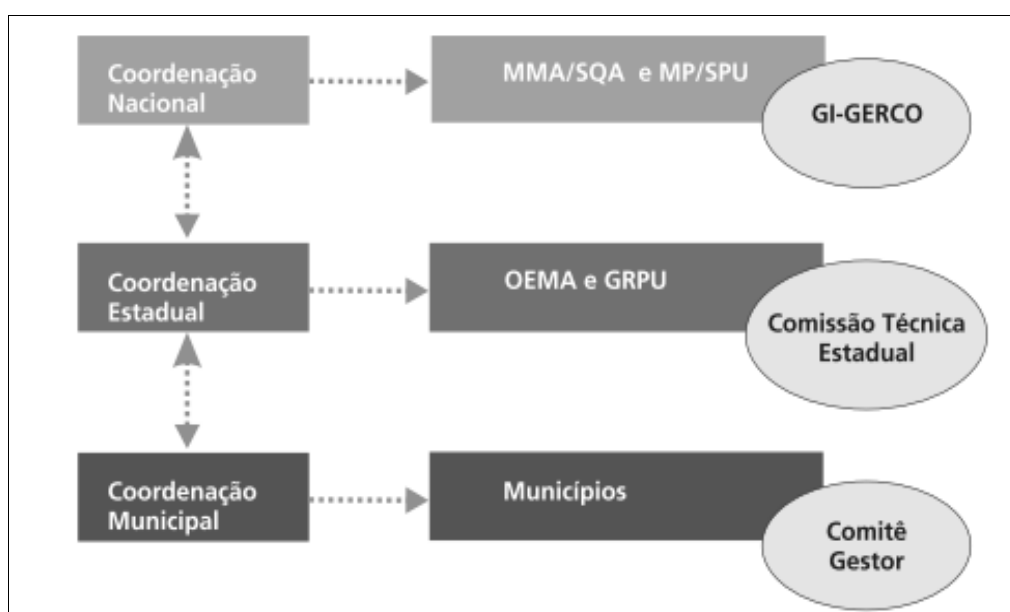 Coordenação
Nacional
MMA/SQA e MP/SPU
GI-GERCO
Coordenação
Estadual
OEMA e GRPU
Comissão Técnica
Estadual
Coordenação
Municipal
Municípios
Comitê
Gestor